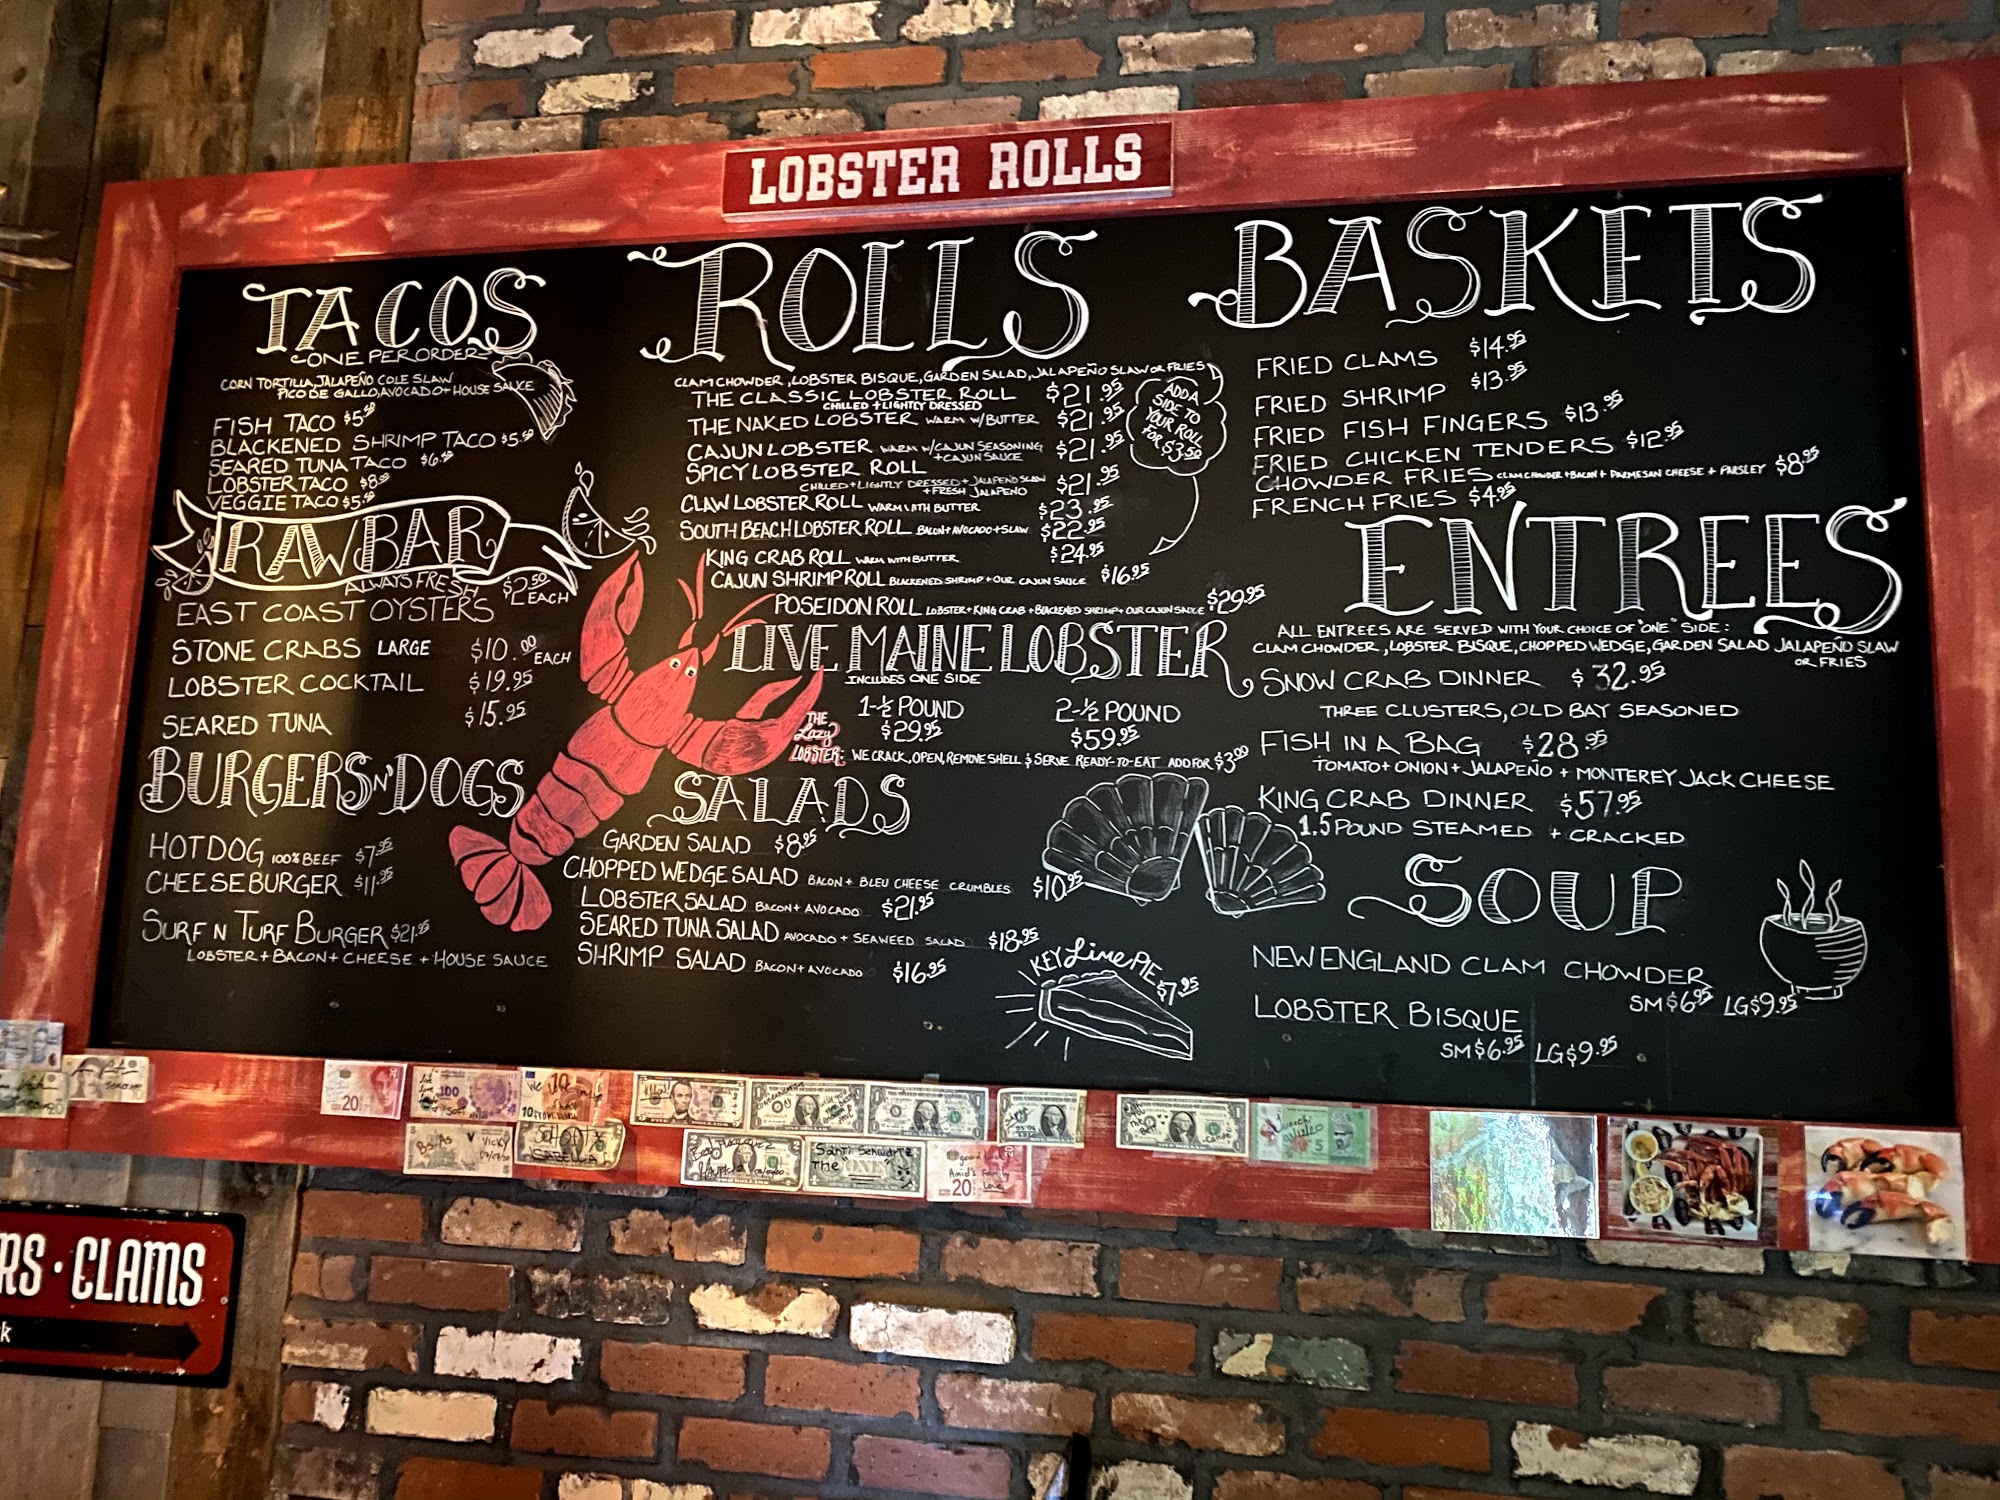 LOBSTER ROLLS
TACOS
ONE PER ORDER
CORN TORTILLA, JALAPEÑO COLE SLAW
PICO DE GALLO, AVOCADO + HOUSE SAUCE
FISH TACO $5.50
BLACKENED SHRIMP TACO $5.50
SEARED TUNA TACO $6.50
LOBSTER TACO $8.50
VEGGIE TACO $5.50
RAW BAR
ALWAYS FRESH
EAST COAST OYSTERS $2.50 EACH
STONE CRABS LARGE $10.00 EACH
LOBSTER COCKTAIL $19.95
SEARED TUNA $15.95
BURGERS N' DOGS
HOT DOG 100% BEEF $7.95
CHEESEBURGER $11.95
SURF N TURF BURGER $21.95
LOBSTER + BACON + CHEESE + HOUSE SAUCE
ROLLS
CLAM CHOWDER, LOBSTER BISQUE, GARDEN SALAD, JALAPEÑO SLAW OR FRIES
THE CLASSIC LOBSTER ROLL $21.95
CHILLED + LIGHTLY DRESSED
THE NAKED LOBSTER WARM W/BUTTER $21.95
CAJUN LOBSTER WARM W/CAJUN SEASONING $21.95
+ CAJUN SAUCE
SPICY LOBSTER ROLL
CHILLED + LIGHTLY DRESSED + JALAPENO SLAW $21.95
+ FRESH JALAPENO
CLAW LOBSTER ROLL WARM WITH BUTTER $23.95
SOUTH BEACH LOBSTER ROLL BACON + AVOCADO + SLAW $22.95
KING CRAB ROLL WARM WITH BUTTER $24.95
CAJUN SHRIMP ROLL BLACKENED SHRIMP + OUR CAJUN SAUCE $16.95
POSEIDON ROLL LOBSTER + KING CRAB + BLACKENED SHRIMP + OUR CAJUN SAUCE $29.95
ADD A
SIDE TO
YOUR ROLL
FOR $3.50
LIVE MAINE LOBSTER
INCLUDES ONE SIDE
1-½ POUND 2-½ POUND
$29.95 $59.95
THE
Lazy
LOBSTER: WE CRACK, OPEN, REMOVE SHELL & SERVE READY-TO-EAT ADD FOR $3.00
SALADS
GARDEN SALAD $8.95
CHOPPED WEDGE SALAD BACON + BLEU CHEESE CRUMBLES $10.95
LOBSTER SALAD BACON + AVOCADO $21.95
SEARED TUNA SALAD AVOCADO + SEAWEED SALAD $18.95
SHRIMP SALAD BACON + AVOCADO $16.95
KEY Lime PIE $7.95
BASKETS
FRIED CLAMS $14.95
FRIED SHRIMP $13.95
FRIED FISH FINGERS $13.95
FRIED CHICKEN TENDERS $12.95
CHOWDER FRIES CLAM CHOWDER + BACON + PARMESAN CHEESE + PARSLEY $8.95
FRENCH FRIES $4.95
ENTREES
ALL ENTREES ARE SERVED WITH YOUR CHOICE OF "ONE" SIDE:
CLAM CHOWDER, LOBSTER BISQUE, CHOPPED WEDGE, GARDEN SALAD JALAPEÑO SLAW
OR FRIES
SNOW CRAB DINNER $32.95
THREE CLUSTERS, OLD BAY SEASONED
FISH IN A BAG $28.95
TOMATO + ONION + JALAPEÑO + MONTEREY JACK CHEESE
KING CRAB DINNER $57.95
1.5 POUND STEAMED + CRACKED
SOUP
NEW ENGLAND CLAM CHOWDER
SM $6.95 LG $9.95
LOBSTER BISQUE
SM $6.95 LG $9.95
20
100
10
VICKY
ISABELLA
"ONE"
20
5
RS · CLAMS
k